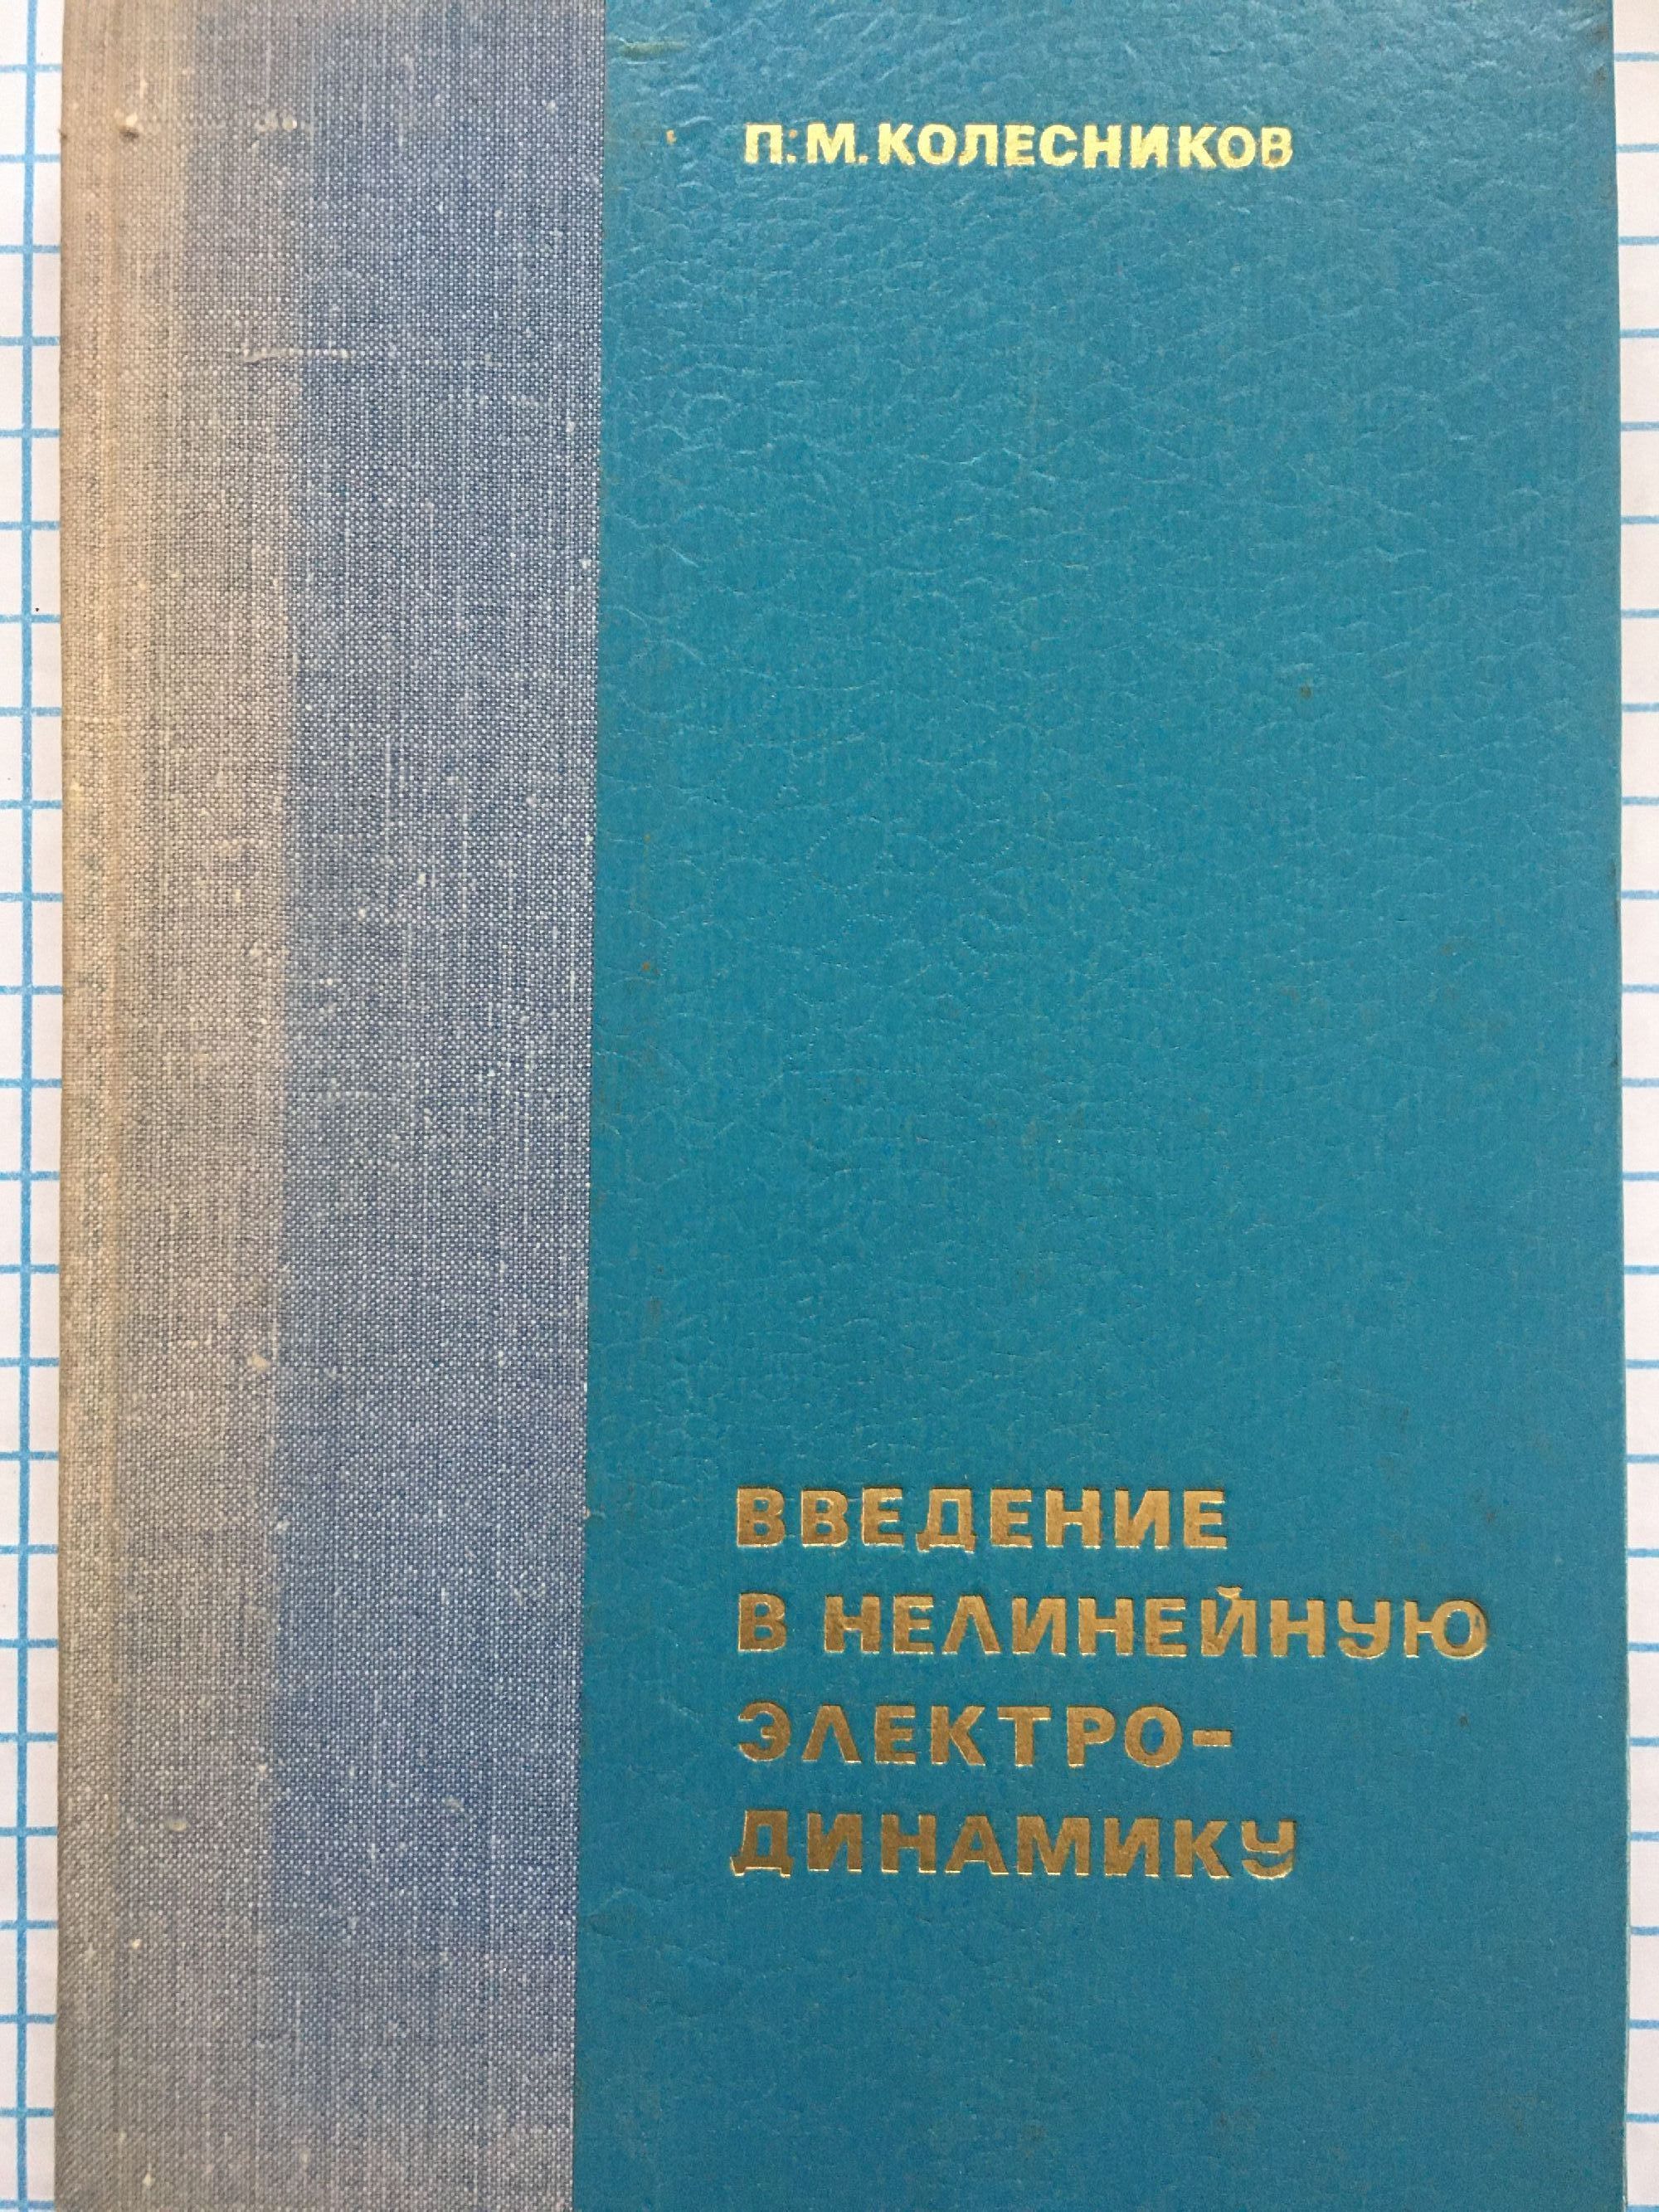 П.М.КОЛЕСНИКОВ
ВВЕДЕНИЕ
В НЕЛИНЕЙНУЮ
ЭЛЕКТРО-
ДИНАМИКУ